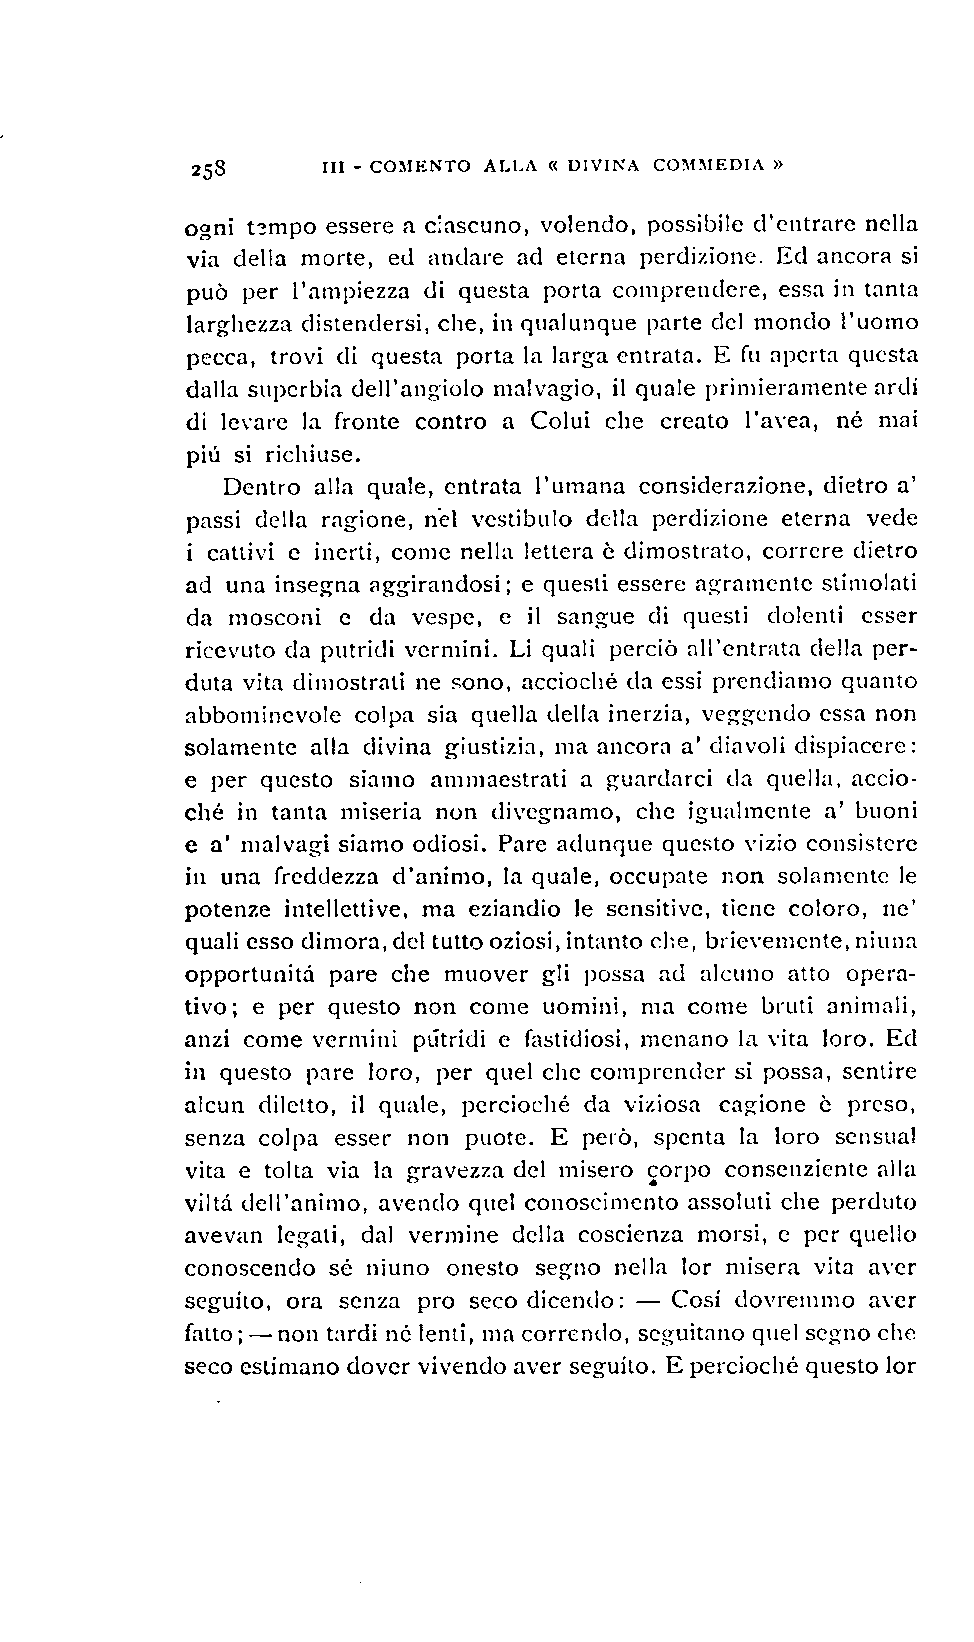 258 III - COMENTO ALLA « DIVINA COMMEDIA »
ogni tempo essere a ciascuno, volendo, possibile d'entrare nella
via della morte, ed andare ad eterna perdizione. Ed ancora si
può per l'ampiezza di questa porta comprendere, essa in tanta
larghezza distendersi, che, in qualunque parte del mondo l'uomo
pecca, trovi di questa porta la larga entrata. E fu aperta questa
dalla superbia dell'angiolo malvagio, il quale primieramente ardí
di levare la fronte contro a Colui che creato l'avea, né mai
piú si richiuse.
Dentro alla quale, entrata l'umana considerazione, dietro a'
passi della ragione, nel vestibulo della perdizione eterna vede
i cattivi e inerti, come nella lettera è dimostrato, correre dietro
ad una insegna aggirandosi; e questi essere agramente stimolati
da mosconi e da vespe, e il sangue di questi dolenti esser
ricevuto da putridi vermini. Li quali perciò all'entrata della per-
duta vita dimostrati ne sono, accioché da essi prendiamo quanto
abbominevole colpa sia quella della inerzia, veggendo essa non
solamente alla divina giustizia, ma ancora a' diavoli dispiacere:
e per questo siamo ammaestrati a guardarci da quella, accio-
ché in tanta miseria non divegnamo, che igualmente a' buoni
e a' malvagi siamo odiosi. Pare adunque questo vizio consistere
in una freddezza d'animo, la quale, occupate non solamente le
potenze intellettive, ma eziandio le sensitive, tiene coloro, ne'
quali esso dimora, del tutto oziosi, intanto che, brievemente, niuna
opportunitá pare che muover gli possa ad alcuno atto opera-
tivo; e per questo non come uomini, ma come bruti animali,
anzi come vermini pútridi e fastidiosi, menano la vita loro. Ed
in questo pare loro, per quel che comprender si possa, sentire
alcun diletto, il quale, percioché da viziosa cagione è preso,
senza colpa esser non puote. E però, spenta la loro sensual
vita e tolta via la gravezza del misero corpo consenziente alla
viltá dell'animo, avendo quel conoscimento assoluti che perduto
avevan legati, dal vermine della coscienza morsi, e per quello
conoscendo sé niuno onesto segno nella lor misera vita aver
seguíto, ora senza pro seco dicendo: — Cosí dovremmo aver
fatto; — non tardi né lenti, ma correndo, seguitano quel segno che
seco estimano dover vivendo aver seguíto. E percioché questo lor